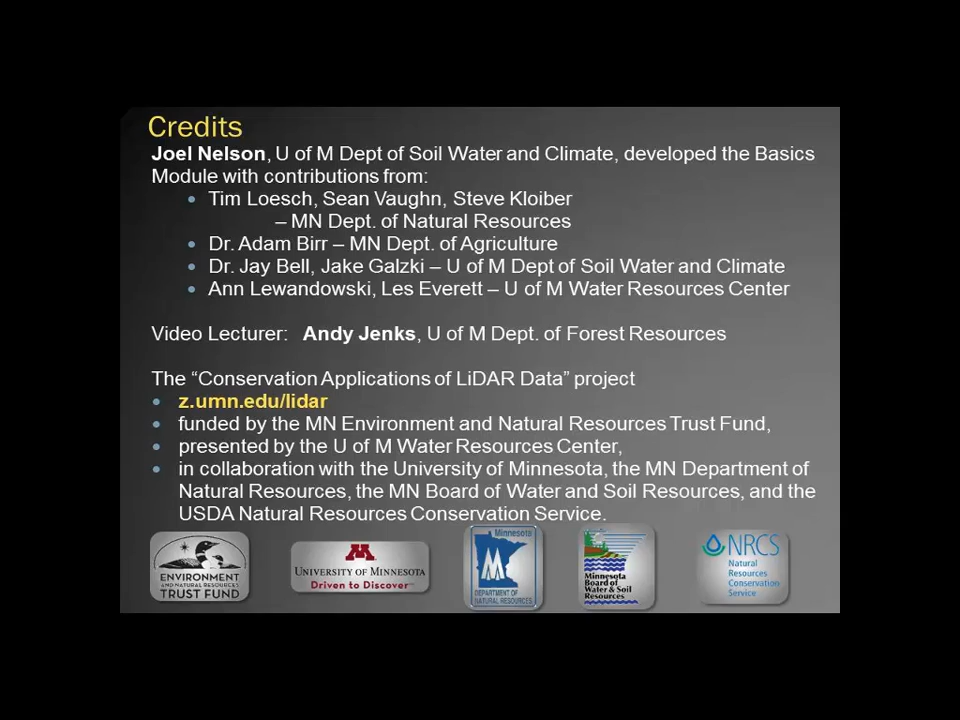 Credits
Joel Nelson, U of M Dept of Soil Water and Climate, developed the Basics
Module with contributions from:
• Tim Loesch, Sean Vaughn, Steve Kloiber
– MN Dept. of Natural Resources
• Dr. Adam Birr – MN Dept. of Agriculture
• Dr. Jay Bell, Jake Galzki – U of M Dept of Soil Water and Climate
• Ann Lewandowski, Les Everett – U of M Water Resources Center
Video Lecturer: Andy Jenks, U of M Dept. of Forest Resources
The “Conservation Applications of LiDAR Data” project
• z.umn.edu/lidar
• funded by the MN Environment and Natural Resources Trust Fund,
• presented by the U of M Water Resources Center,
• in collaboration with the University of Minnesota, the MN Department of
Natural Resources, the MN Board of Water and Soil Resources, and the
USDA Natural Resources Conservation Service.
ENVIRONMENT
AND NATURAL RESOURCES
TRUST FUND
M
UNIVERSITY OF MINNESOTA
Driven to Discover™
Minnesota
M
DEPARTMENT OF
NATURAL RESOURCES
Minnesota
Board of
Water & Soil
Resources
NRCS
Natural
Resources
Conservation
Service